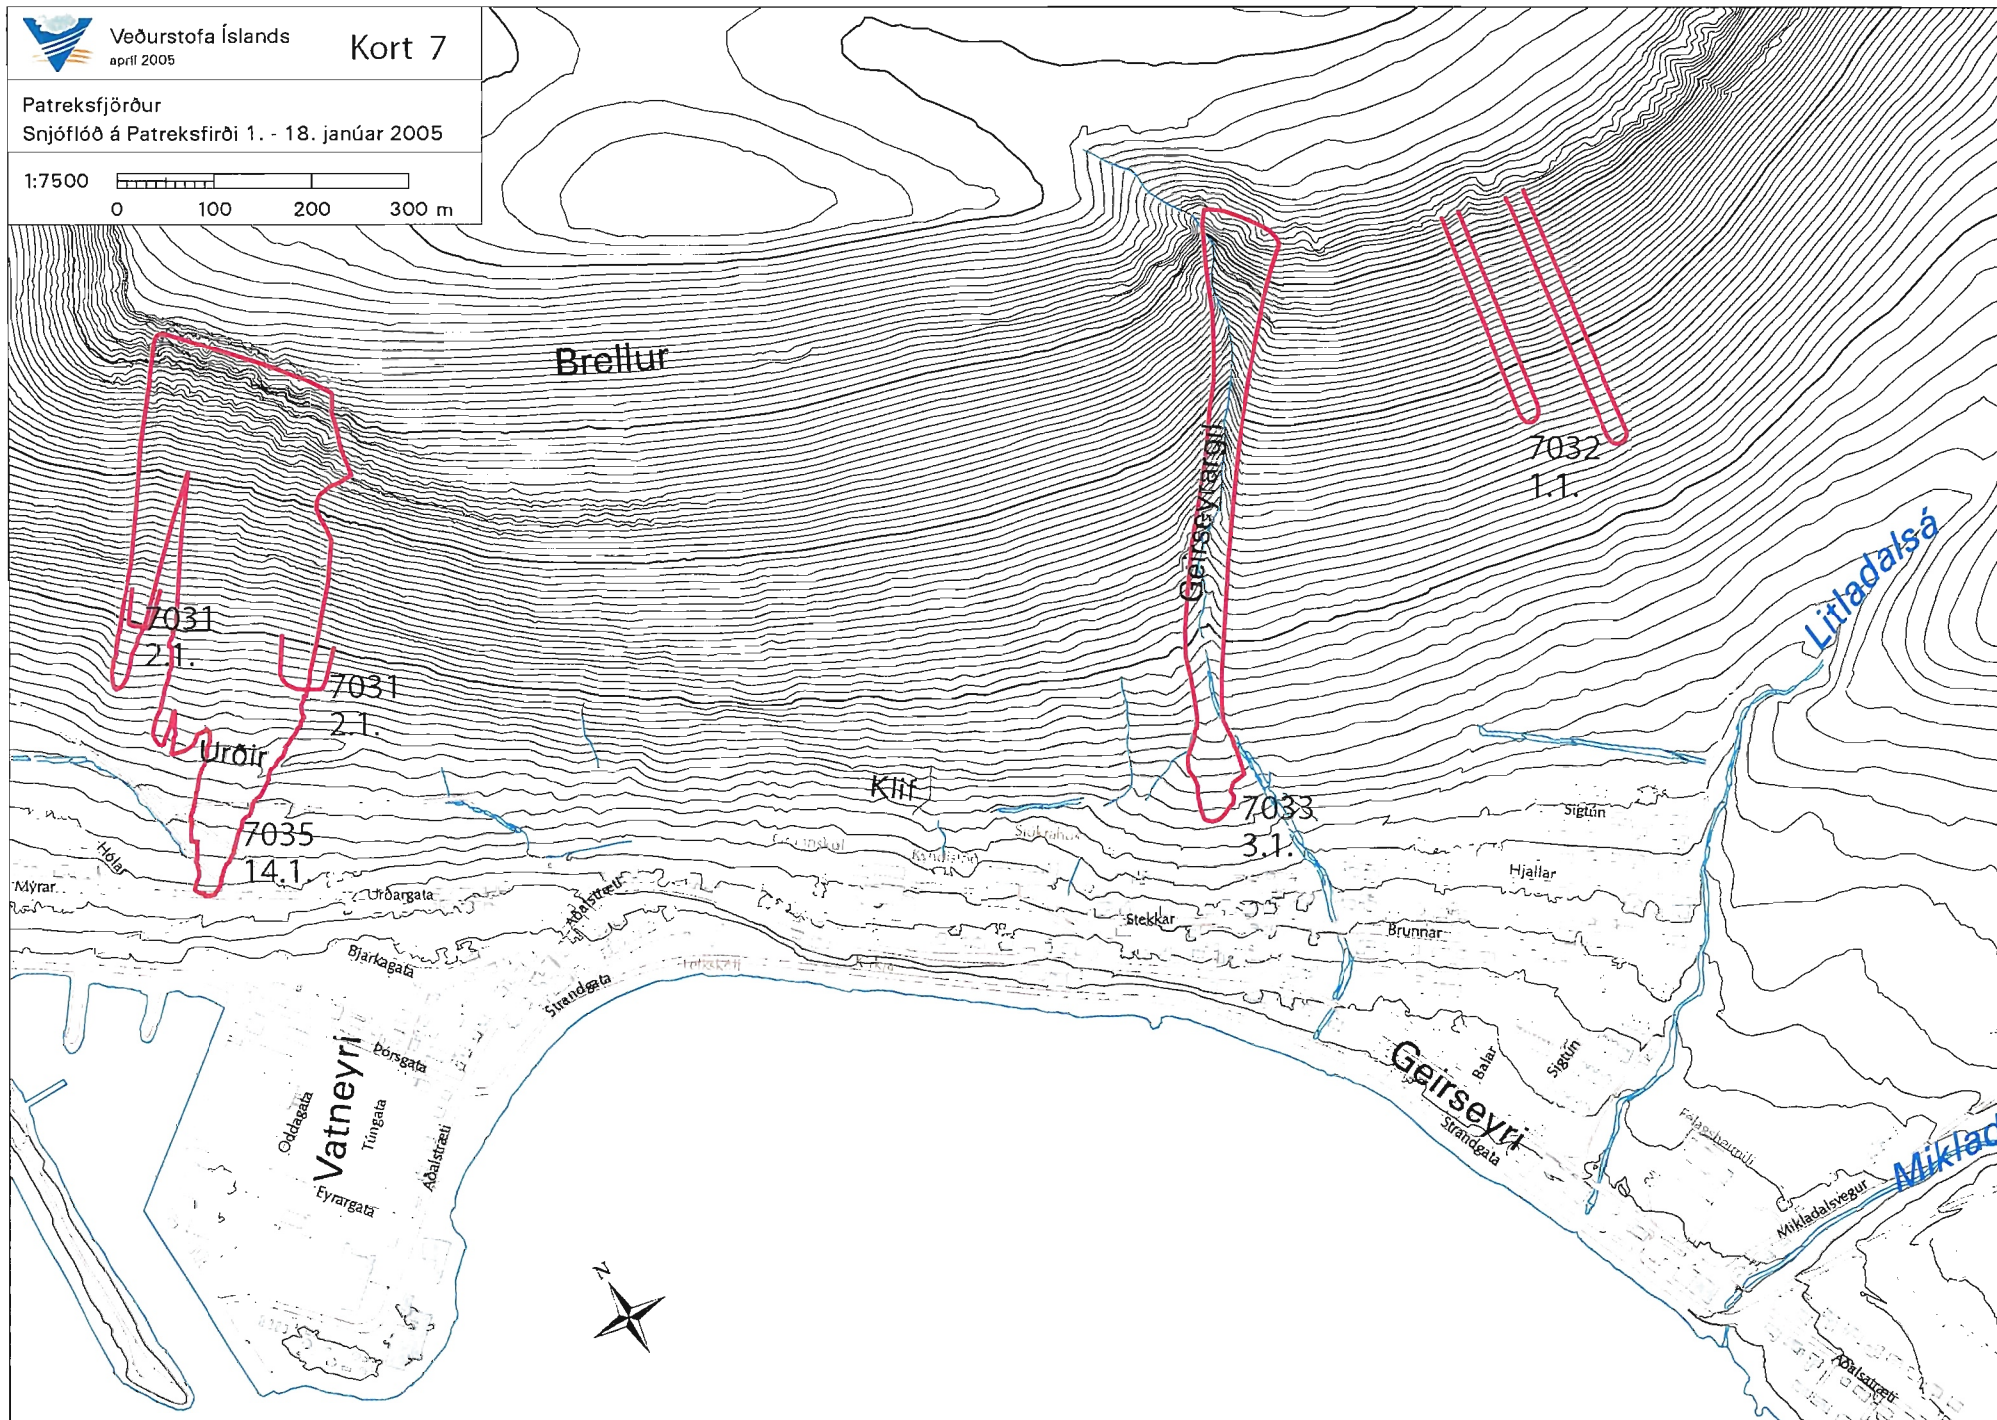 Veðurstofa Íslands
apríl 2005
Kort 7
Patreksfjörður
Snjóflóð á Patreksfirði 1. - 18. janúar 2005
1:7500
0 100 200 300 m
Brellur
Geirseyrargil
7032
1.1.
Litladalsá
7031
2.1.
7031
2.1.
Urðir
Klif
7033
3.1.
7035
14.1.
Sigtún
Hólar
Mýrar
Urðargata
Aðalstræti
Hjallar
Stekkar
Brunnar
Bjarkagata
Strandgata
Vatneyri
Þórsgata
Oddagata
Túngata
Aðalstræti
Eyrargata
Geirseyri
Balar
Sigtún
Strandgata
Félagsheimili
Miklad
Mikladalsvegur
N
Aðalstræti